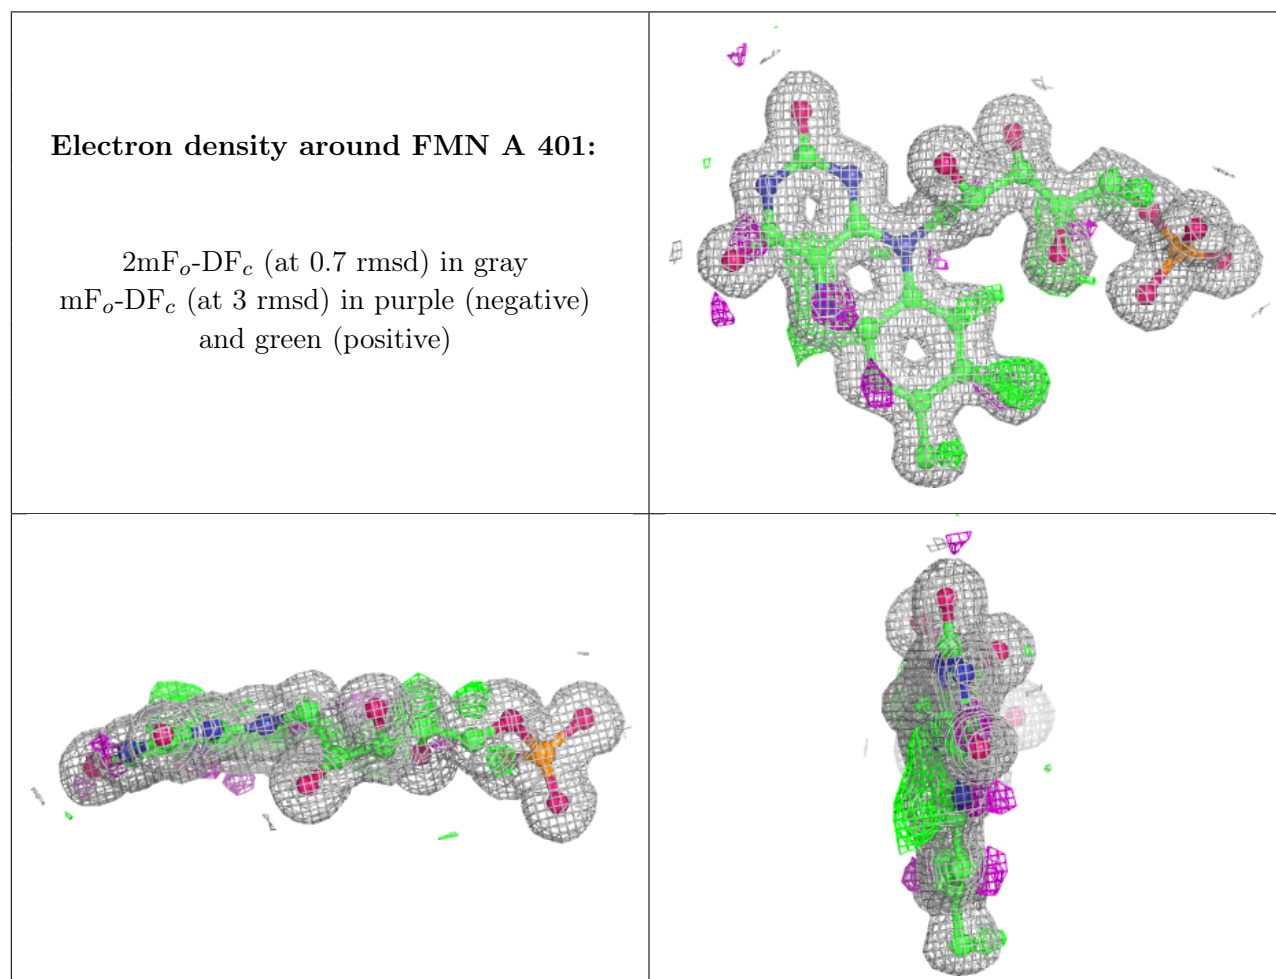 Electron density around FMN A 401:
2mFo-DFc (at 0.7 rmsd) in gray
mFo-DFc (at 3 rmsd) in purple (negative)
and green (positive)